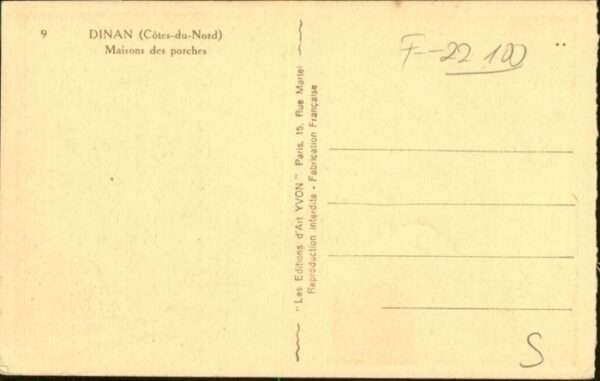 9 DINAN (Côtes-du-Nord)
Maisons des porches
"Les Editions d'Art YVON" Paris, 15, Rue Martel
Reproduction interdite - Fabrication Française
F--22 100
S